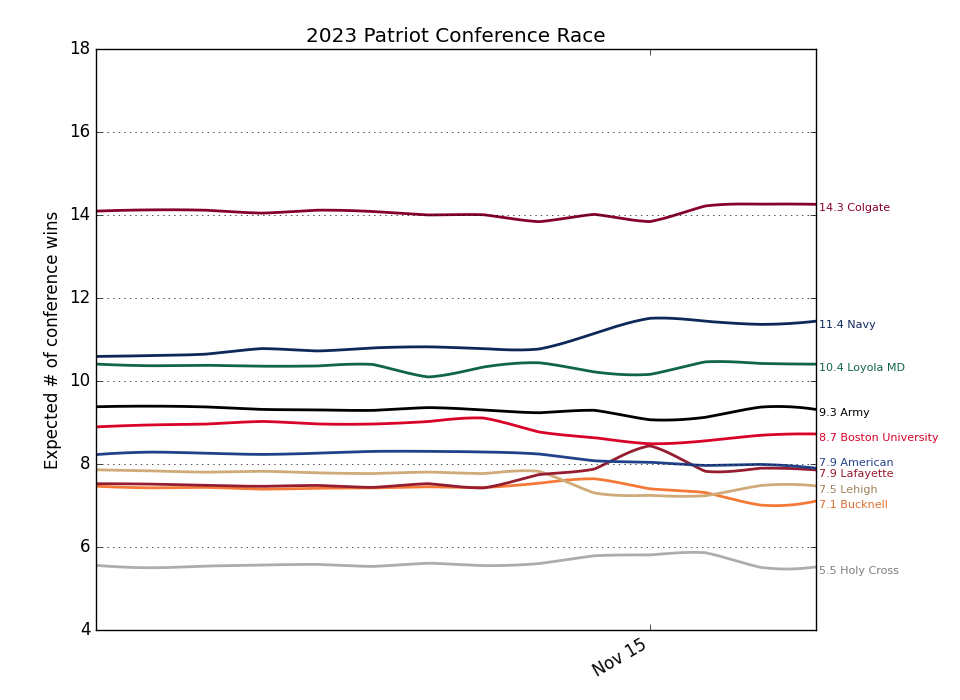 2023 Patriot Conference Race
Expected # of conference wins
18
16
14
12
10
8
6
4
Nov 15
14.3 Colgate
11.4 Navy
10.4 Loyola MD
9.3 Army
8.7 Boston University
7.9 American
7.9 Lafayette
7.5 Lehigh
7.1 Bucknell
5.5 Holy Cross